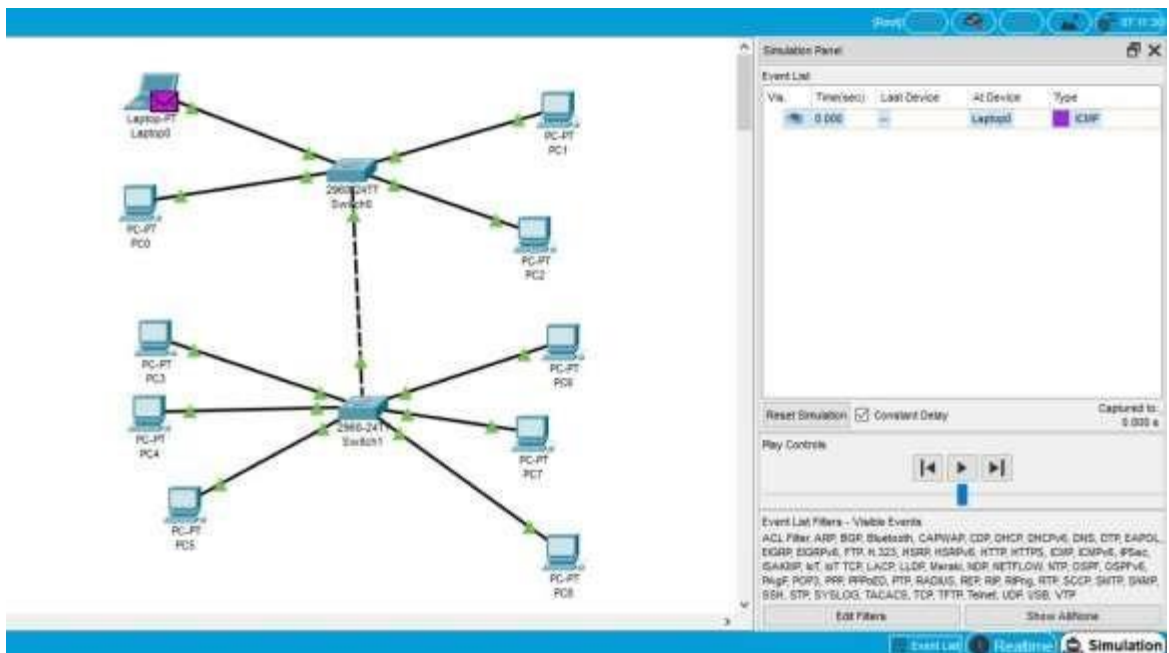 (Root)
Simulation Panel
Event List
Vis. Time(sec) Last Device At Device Type
0.000 -- Laptop0 ICMP
Laptop-PT
Laptop0
PC-PT
PC1
2960-24TT
Switch0
PC-PT
PC0
PC-PT
PC2
PC-PT
PC3
PC-PT
PC6
PC-PT
PC4
2960-24TT
Switch1
PC-PT
PC7
PC-PT
PC5
PC-PT
PC8
Reset Simulation Constant Delay Captured to:
0.000 s
Play Controls
Event List Filters - Visible Events
ACL Filter, ARP, BGP, Bluetooth, CAPWAP, CDP, DHCP, DHCPv6, DNS, DTP, EAPOL,
EIGRP, EIGRPv6, FTP, H.323, HSRP, HSRPv6, HTTP, HTTPS, ICMP, ICMPv6, IPSec,
ISAKMP, IoT, IoT TCP, LACP, LLDP, Meraki, NDP, NETFLOW, NTP, OSPF, OSPFv6,
PAgP, POP3, PPP, PPPoED, PTP, RADIUS, REP, RIP, RIPng, RTP, SCCP, SMTP, SNMP,
SSH, STP, SYSLOG, TACACS, TCP, TFTP, Telnet, UDP, USB, VTP
Edit Filters Show All/None
Event List Realtime Simulation